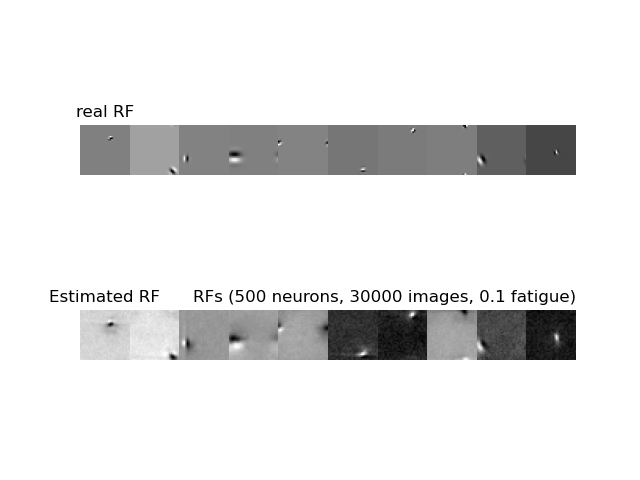 real RF
Estimated RF
RFs (500 neurons, 30000 images, 0.1 fatigue)